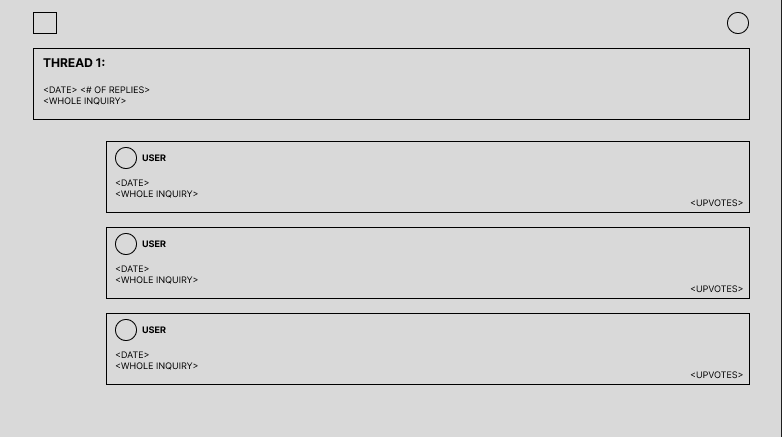 THREAD 1:
<DATE> <# OF REPLIES>
<WHOLE INQUIRY>
USER
<DATE>
<WHOLE INQUIRY>
<UPVOTES>
USER
<DATE>
<WHOLE INQUIRY>
<UPVOTES>
USER
<DATE>
<WHOLE INQUIRY>
<UPVOTES>